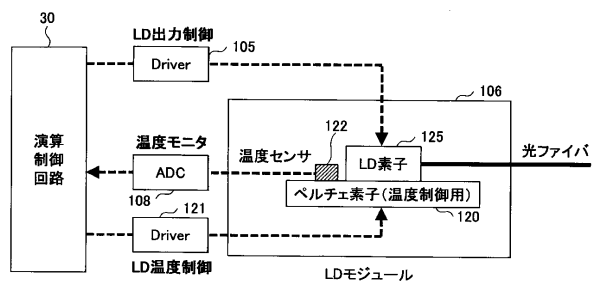 30
LD出力制御
105
Driver
106
演算
制御
回路
温度モニタ
温度センサ
122
125
LD素子
光ファイバ
ADC
108
121
ペルチェ素子(温度制御用)
120
Driver
LD温度制御
LDモジュール